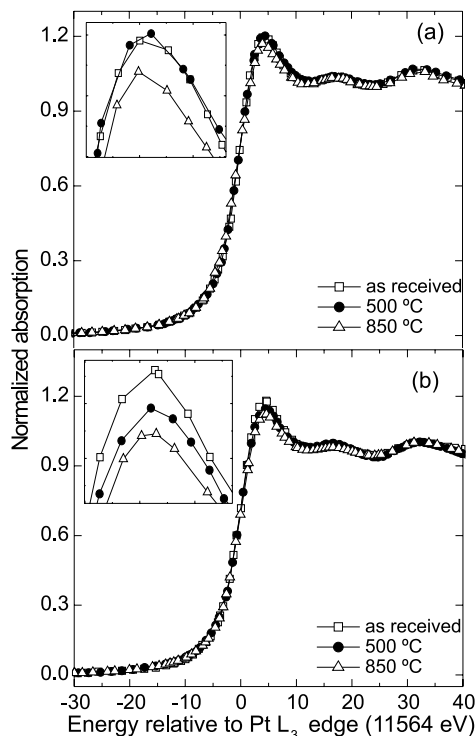 (a)
1.2
0.9
0.6
0.3
0.0
as received
500 ºC
850 ºC
Normalized absorption
(b)
1.2
0.9
0.6
0.3
0.0
as received
500 ºC
850 ºC
-30 -20 -10 0 10 20 30 40
Energy relative to Pt L3 edge (11564 eV)